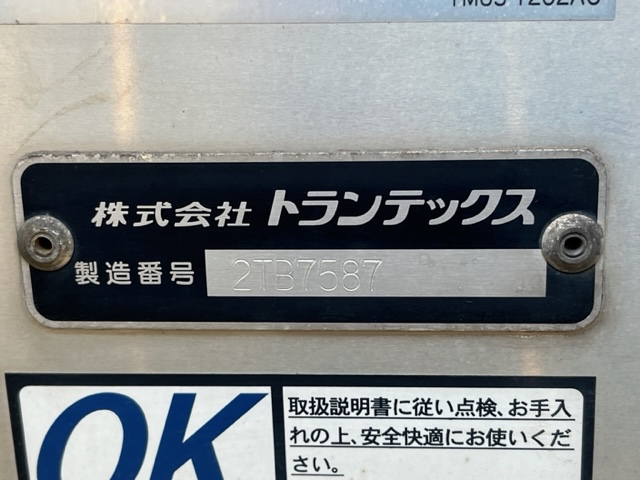 株式会社 トランテックス
製造番号 2TB7587
OK
取扱説明書に従い点検、お手入
れの上、安全快適にお使いくだ
さい。